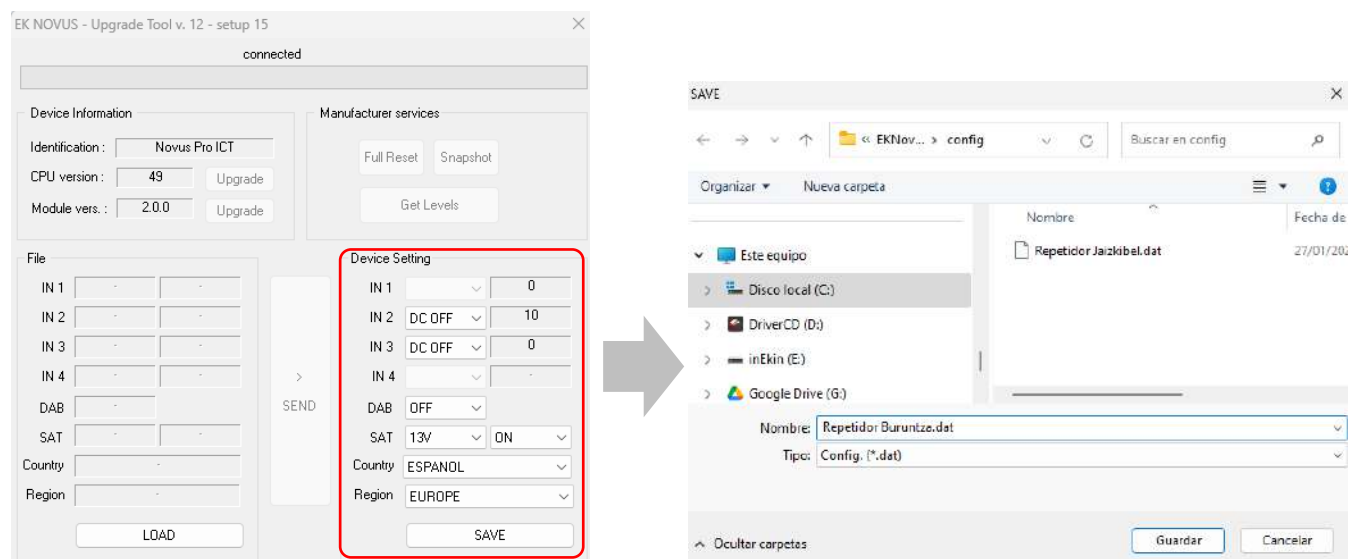 EK NOVUS - Upgrade Tool v. 12 - setup 15
connected
Device Information
Identification : Novus Pro ICT
CPU version : 49 Upgrade
Module vers. : 2.0.0 Upgrade
Manufacturer services
Full Reset Snapshot
Get Levels
File
IN 1 - -
IN 2 - -
IN 3 - -
IN 4 - -
DAB -
SAT - -
Country -
Region -
LOAD
>
SEND
Device Setting
IN 1 0
IN 2 DC OFF 10
IN 3 DC OFF 0
IN 4 -
DAB OFF
SAT 13V ON
Country ESPANOL
Region EUROPE
SAVE
SAVE
« EKNov... > config
Buscar en config
Organizar Nueva carpeta
Nombre Fecha de
Este equipo
Repetidor Jaizkibel.dat 27/01/202
Disco local (C:)
DriverCD (D:)
inEkin (E:)
Google Drive (G:)
Nombre: Repetidor Buruntza.dat
Tipo: Config. (*.dat)
Ocultar carpetas
Guardar Cancelar